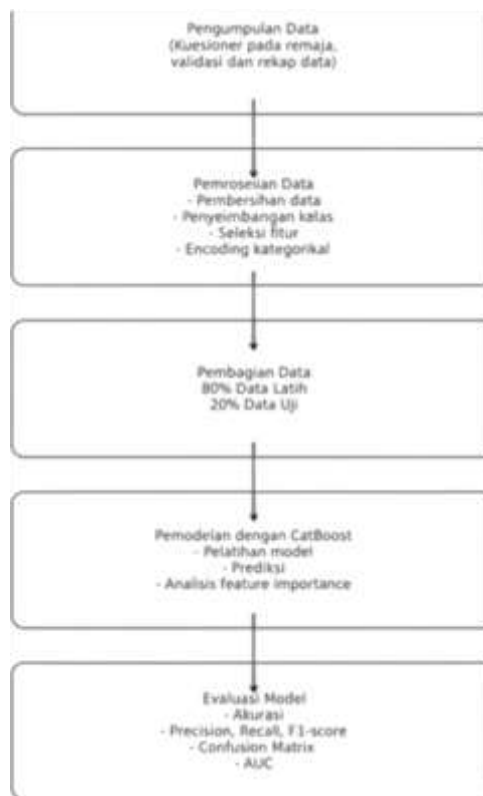 Pengumpulan Data
(Kuesioner pada remaja,
validasi dan rekap data)
Pemrosesan Data
- Pembersihan data
- Penyeimbangan kelas
- Seleksi fitur
- Encoding kategorikal
Pembagian Data
80% Data Latih
20% Data Uji
Pemodelan dengan CatBoost
- Pelatihan model
- Prediksi
- Analisis feature importance
Evaluasi Model
- Akurasi
- Precision, Recall, F1-score
- Confusion Matrix
- AUC